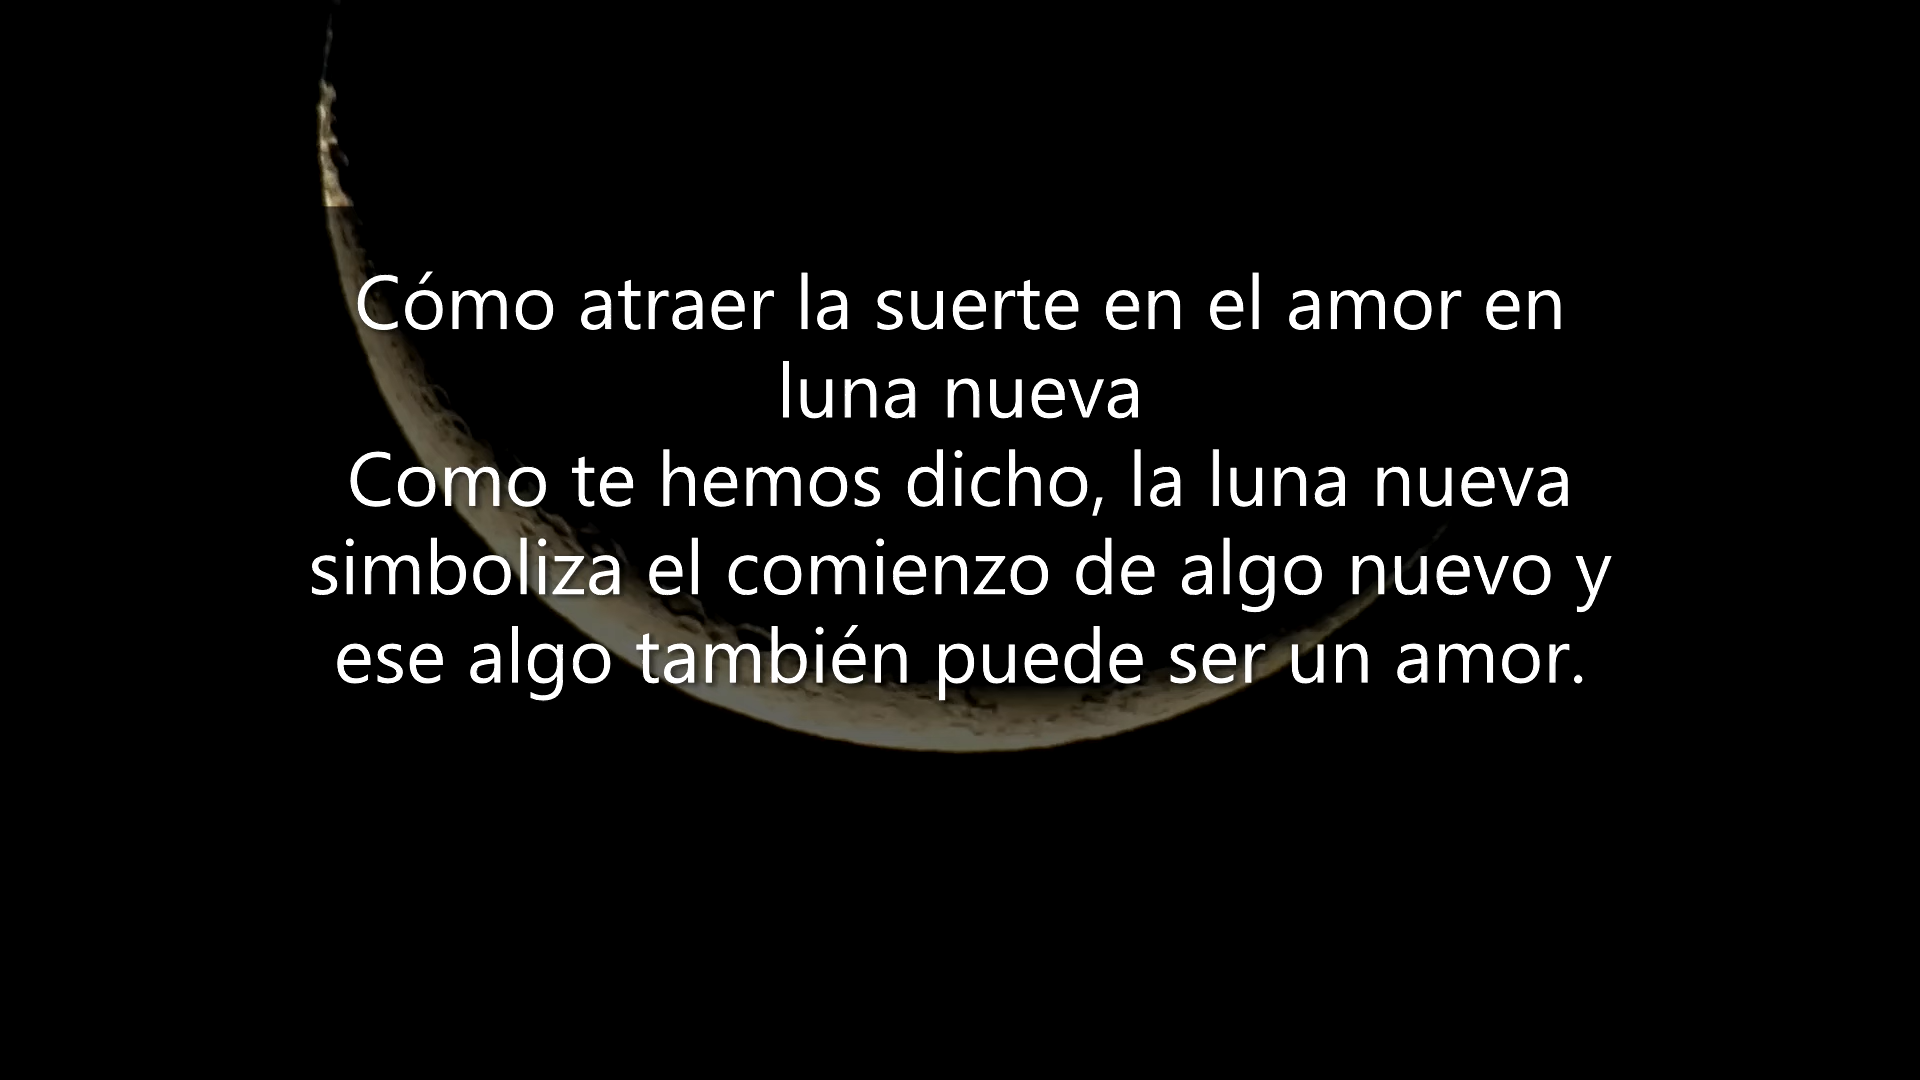 Cómo atraer la suerte en el amor en
luna nueva
Como te hemos dicho, la luna nueva
simboliza el comienzo de algo nuevo y
ese algo también puede ser un amor.